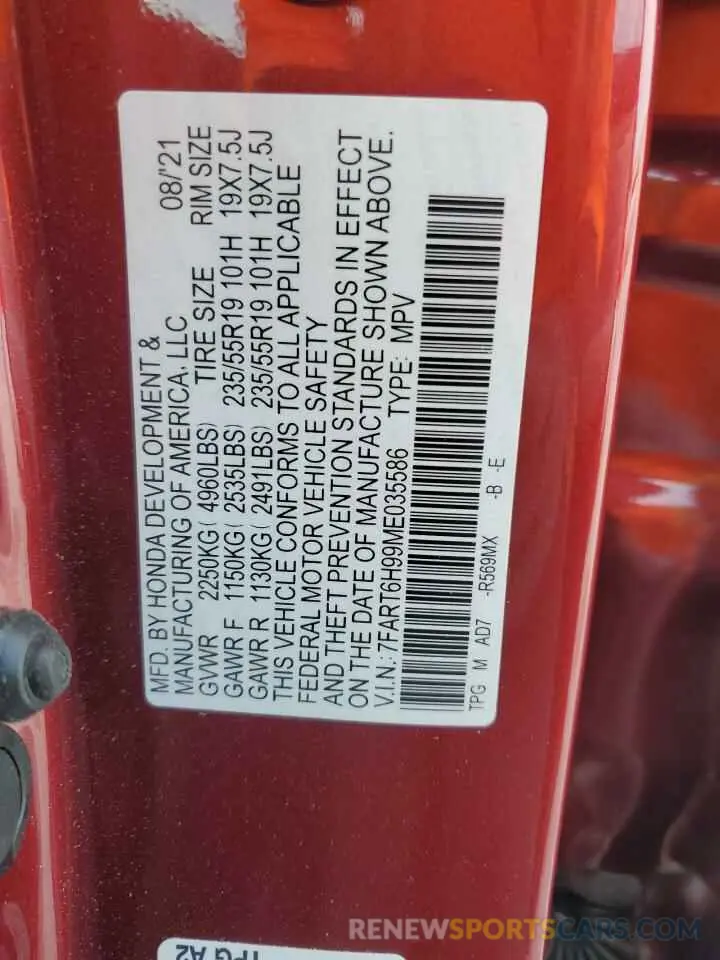 MFD. BY HONDA DEVELOPMENT & 08/'21
MANUFACTURING OF AMERICA, LLC
GVWR 2250KG( 4960LBS) TIRE SIZE RIM SIZE
GAWR F 1150KG( 2535LBS) 235/55R19 101H 19X7.5J
GAWR R 1130KG( 2491LBS) 235/55R19 101H 19X7.5J
THIS VEHICLE CONFORMS TO ALL APPLICABLE
FEDERAL MOTOR VEHICLE SAFETY
AND THEFT PREVENTION STANDARDS IN EFFECT
ON THE DATE OF MANUFACTURE SHOWN ABOVE.
V.I.N.: 7FART6H99ME035586 TYPE: MPV
TPG M AD7 -R569MX -B -E
TPG A2
RENEWSPORTSCARS.COM